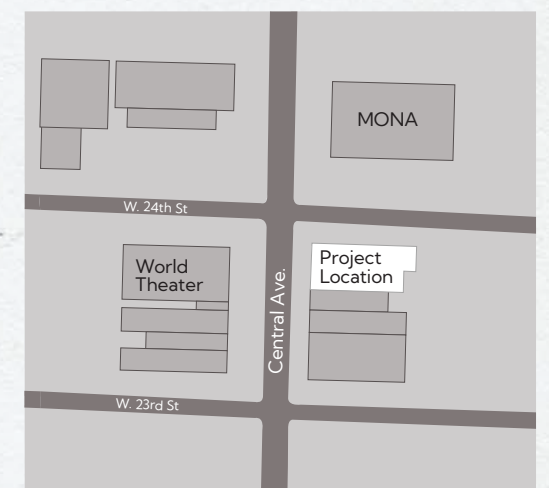 MONA
W. 24th St
World
Theater
Project
Location
Central Ave.
W. 23rd St